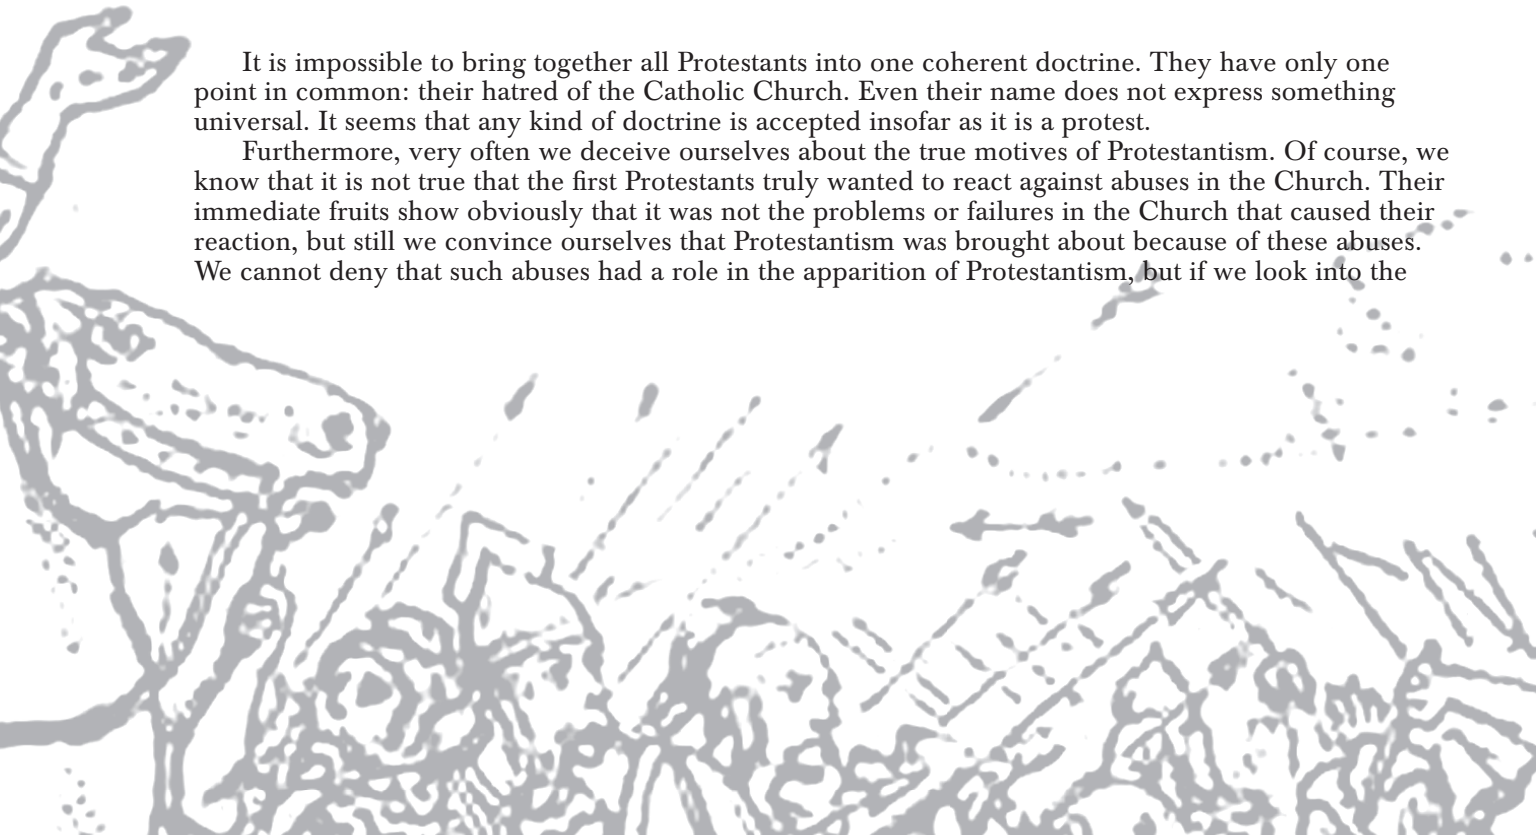 It is impossible to bring together all Protestants into one coherent doctrine. They have only one
point in common: their hatred of the Catholic Church. Even their name does not express something
universal. It seems that any kind of doctrine is accepted insofar as it is a protest.
Furthermore, very often we deceive ourselves about the true motives of Protestantism. Of course, we
know that it is not true that the first Protestants truly wanted to react against abuses in the Church. Their
immediate fruits show obviously that it was not the problems or failures in the Church that caused their
reaction, but still we convince ourselves that Protestantism was brought about because of these abuses.
We cannot deny that such abuses had a role in the apparition of Protestantism, but if we look into the